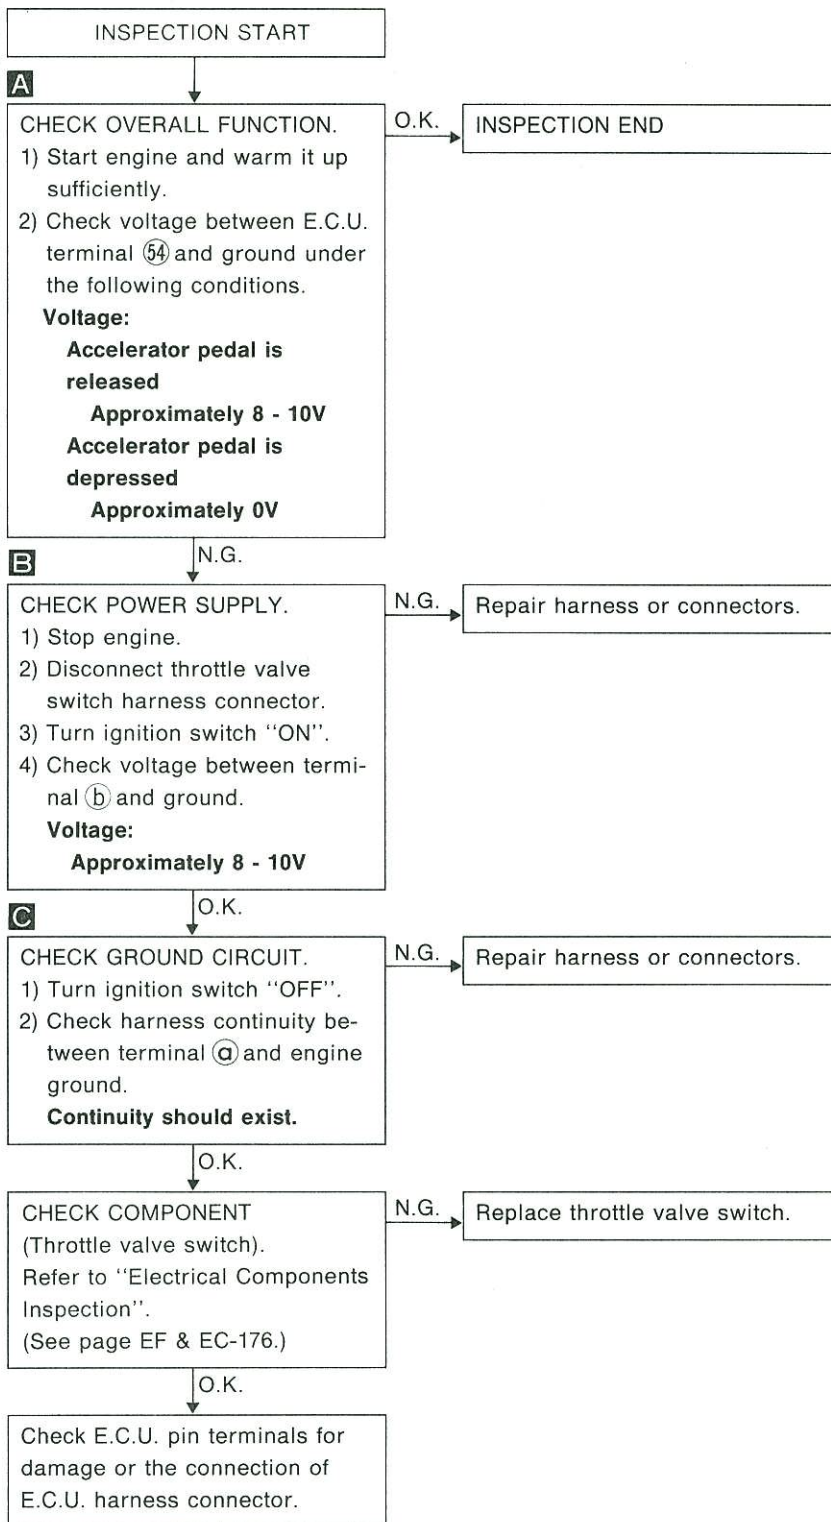 INSPECTION START
A
CHECK OVERALL FUNCTION.
1) Start engine and warm it up
sufficiently.
2) Check voltage between E.C.U.
terminal 54 and ground under
the following conditions.
Voltage:
Accelerator pedal is
released
Approximately 8 - 10V
Accelerator pedal is
depressed
Approximately 0V
O.K.
INSPECTION END
N.G.
B
CHECK POWER SUPPLY.
1) Stop engine.
2) Disconnect throttle valve
switch harness connector.
3) Turn ignition switch ‘‘ON’’.
4) Check voltage between termi-
nal b and ground.
Voltage:
Approximately 8 - 10V
N.G.
Repair harness or connectors.
O.K.
C
CHECK GROUND CIRCUIT.
1) Turn ignition switch ‘‘OFF’’.
2) Check harness continuity be-
tween terminal a and engine
ground.
Continuity should exist.
N.G.
Repair harness or connectors.
O.K.
CHECK COMPONENT
(Throttle valve switch).
Refer to ‘‘Electrical Components
Inspection’’.
(See page EF & EC-176.)
N.G.
Replace throttle valve switch.
O.K.
Check E.C.U. pin terminals for
damage or the connection of
E.C.U. harness connector.